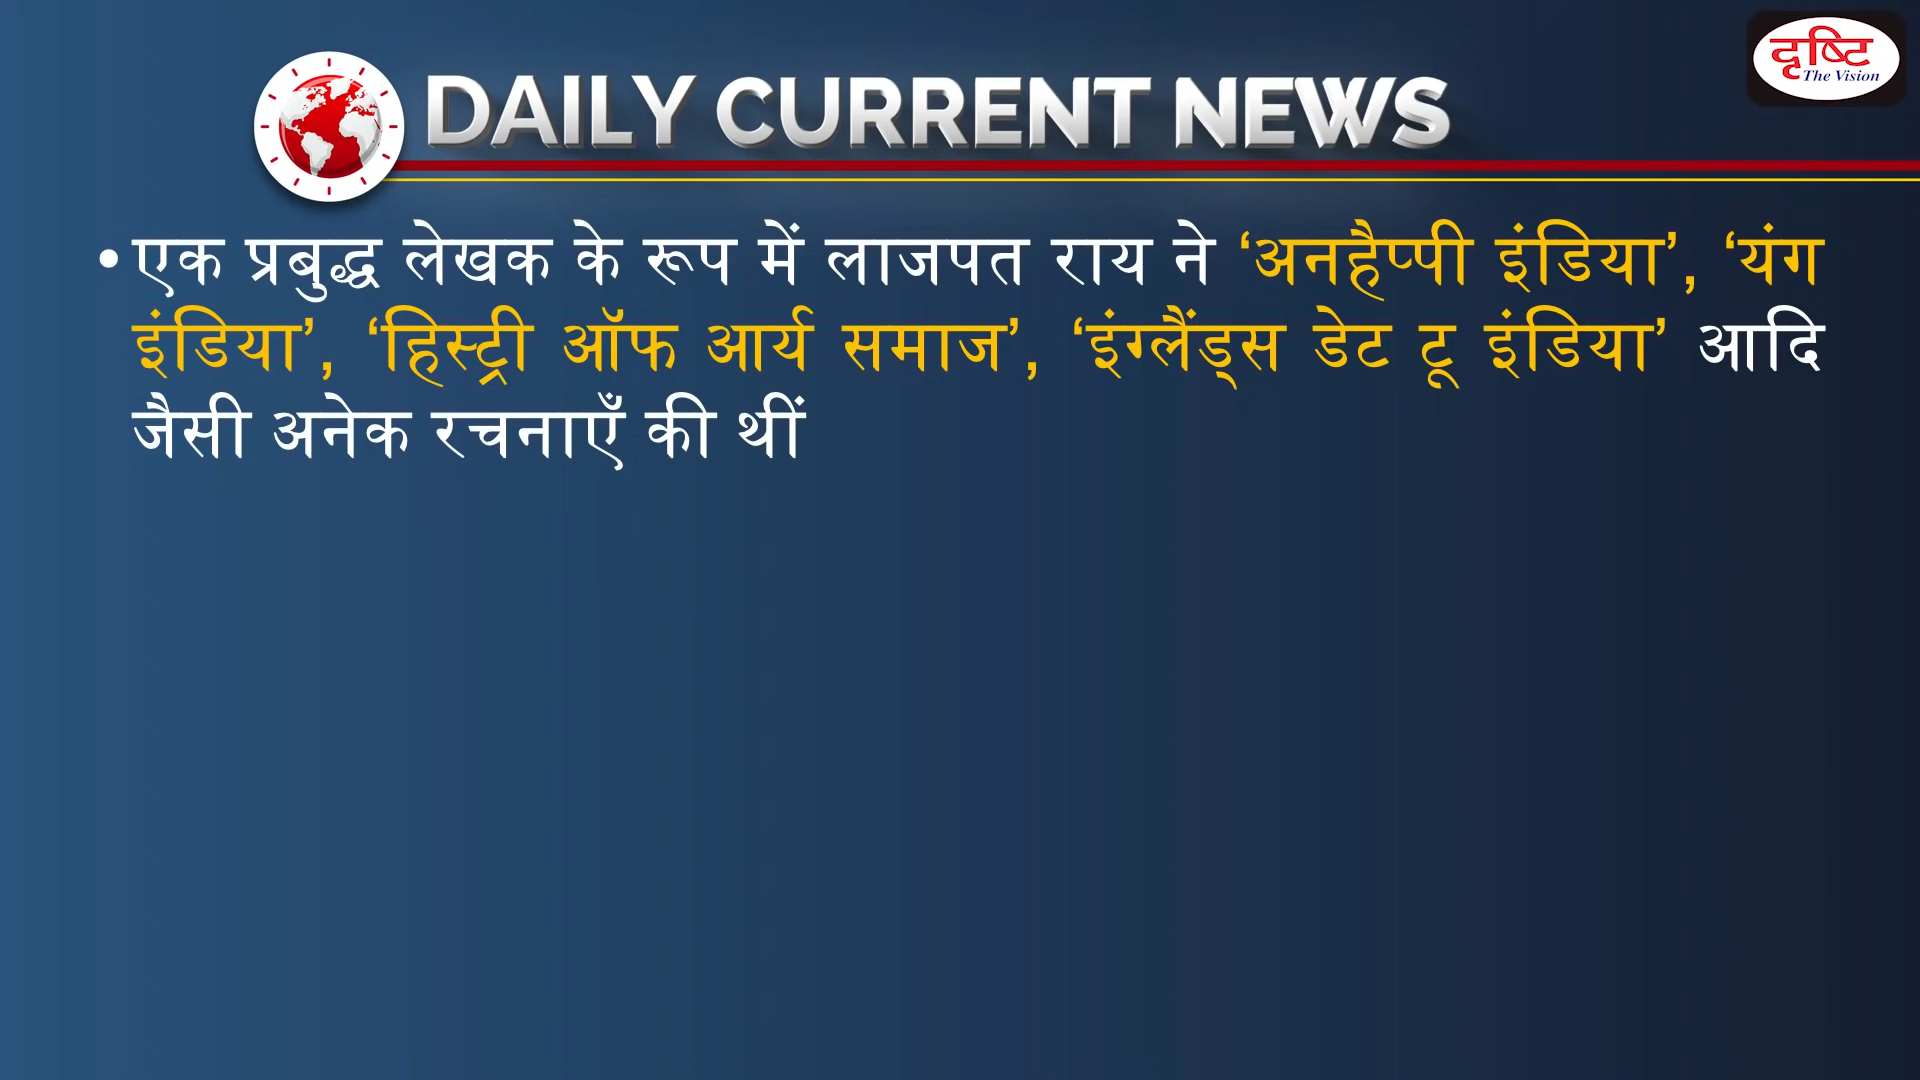 दृष्टि
The Vision
DAILY CURRENT NEWS
• एक प्रबुद्ध लेखक के रूप में लाजपत राय ने ‘अनहैप्पी इंडिया’, ‘यंग
इंडिया’, ‘हिस्ट्री ऑफ आर्य समाज’, ‘इंग्लैंड्स डेट टू इंडिया’ आदि
जैसी अनेक रचनाएँ की थीं